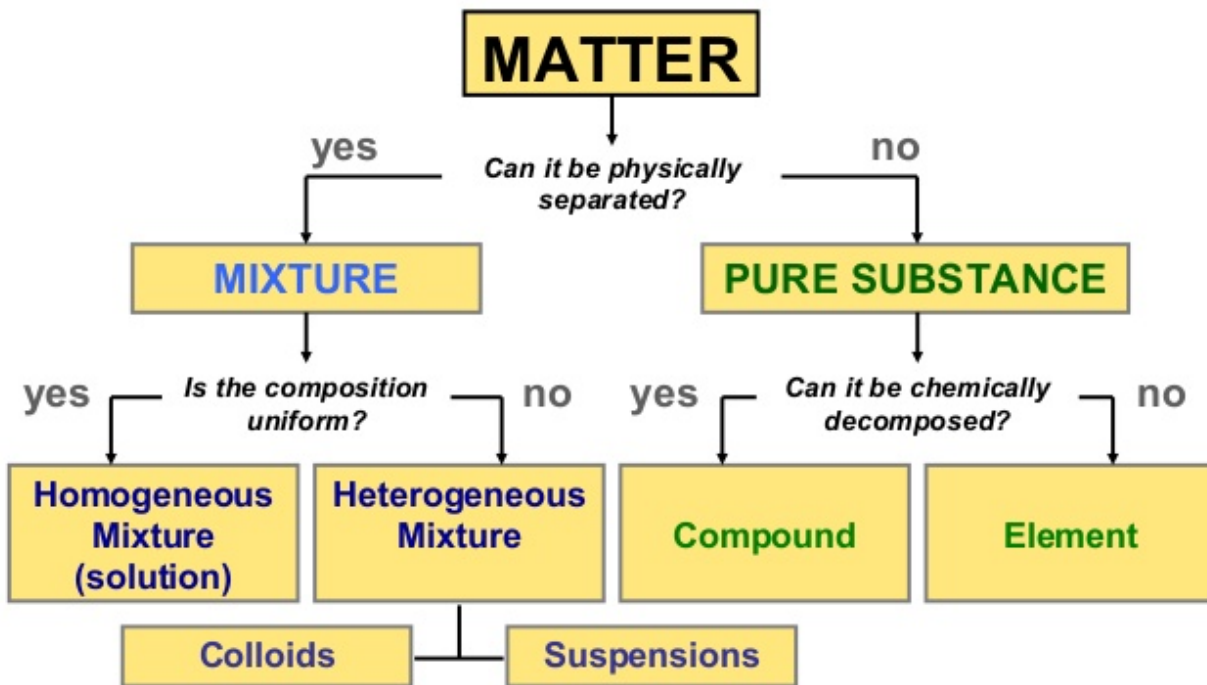 MATTER
yes
no
Can it be physically
separated?
MIXTURE
PURE SUBSTANCE
yes
Is the composition
uniform?
no
yes
Can it be chemically
decomposed?
no
Homogeneous
Mixture
(solution)
Heterogeneous
Mixture
Compound
Element
Colloids
Suspensions